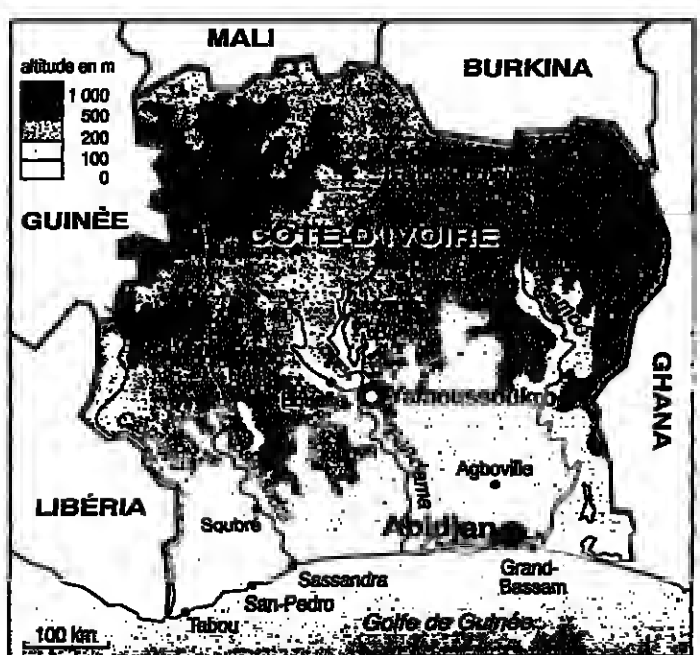 MALI
BURKINA
altitude en m
1 000
500
200
100
0
GUINÉE
CÔTE-D'IVOIRE
GHANA
Yamoussoukro
Agboville
LIBÉRIA
Soubré
Abidjan
Sassandra
Grand-
Bassam
San-Pedro
Tabou
Golfe de Guinée
100 km